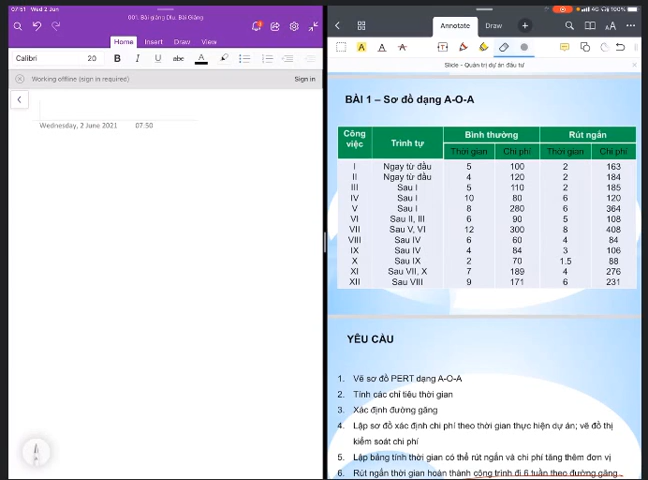 07:51 Wed 2 Jun
4G 100%
001. Bài giảng Dịu. Bài Giảng
Home Insert Draw View
Calibri 20 B I U abc A
Working offline (sign in required) Sign in
Wednesday, 2 June 2021 07:50
Annotate Draw
Slide - Quản trị dự án đầu tư
BÀI 1 – Sơ đồ dạng A-O-A
Công việc Trình tự Bình thường Rút ngắn
Thời gian Chi phí Thời gian Chi phí
I Ngay từ đầu 5 100 2 163
II Ngay từ đầu 4 120 2 184
III Sau I 5 110 2 185
IV Sau I 10 80 6 120
V Sau I 8 280 6 364
VI Sau II, III 6 90 5 108
VII Sau V, VI 12 300 8 408
VIII Sau IV 6 60 4 84
IX Sau IV 4 84 3 106
X Sau IX 2 70 1.5 88
XI Sau VII, X 7 189 4 276
XII Sau VIII 9 171 6 231
YÊU CẦU
1. Vẽ sơ đồ PERT dạng A-O-A
2. Tính các chỉ tiêu thời gian
3. Xác định đường găng
4. Lập sơ đồ xác định chi phí theo thời gian thực hiện dự án; vẽ đồ thị
kiểm soát chi phí
5. Lập bảng tính thời gian có thể rút ngắn và chi phí tăng thêm đơn vị
6. Rút ngắn thời gian hoàn thành công trình đi 6 tuần theo đường găng